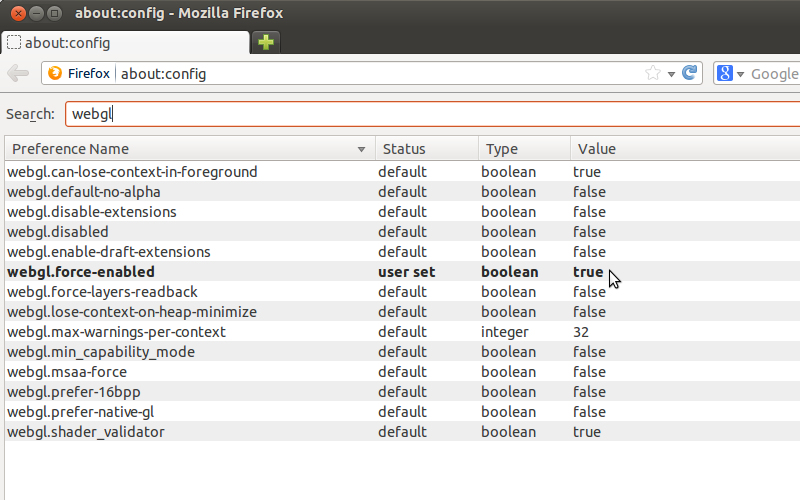 about:config - Mozilla Firefox
about:config
Firefox about:config Google
Search: webgl
Preference Name Status Type Value
webgl.can-lose-context-in-foreground default boolean true
webgl.default-no-alpha default boolean false
webgl.disable-extensions default boolean false
webgl.disabled default boolean false
webgl.enable-draft-extensions default boolean false
webgl.force-enabled user set boolean true
webgl.force-layers-readback default boolean false
webgl.lose-context-on-heap-minimize default boolean false
webgl.max-warnings-per-context default integer 32
webgl.min_capability_mode default boolean false
webgl.msaa-force default boolean false
webgl.prefer-16bpp default boolean false
webgl.prefer-native-gl default boolean false
webgl.shader_validator default boolean true